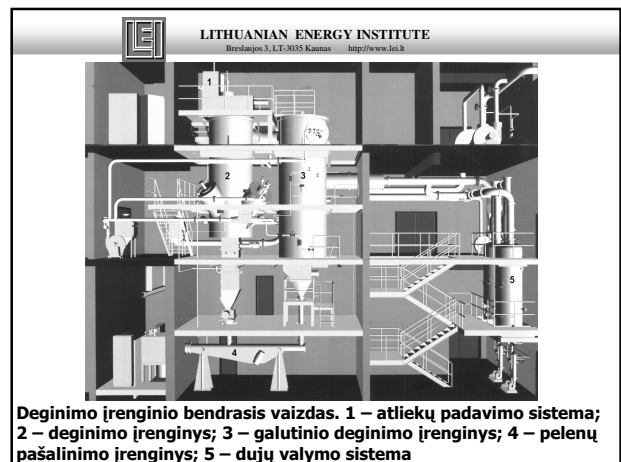 LEI
LITHUANIAN ENERGY INSTITUTE
Breslaujos 3, LT-3035 Kaunas http://www.lei.lt
1
2
3
4
5
Deginimo įrenginio bendrasis vaizdas. 1 – atliekų padavimo sistema;
2 – deginimo įrenginys; 3 – galutinio deginimo įrenginys; 4 – pelenų
pašalinimo įrenginys; 5 – dujų valymo sistema